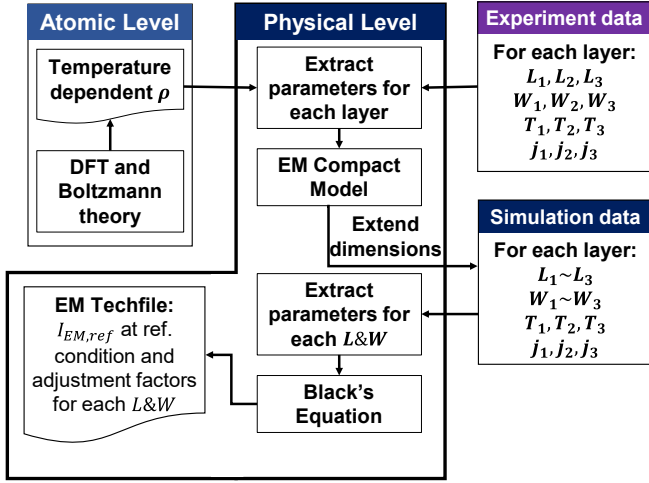 Atomic Level
Temperature
dependent ρ
DFT and
Boltzmann
theory
Physical Level
Extract
parameters for
each layer
EM Compact
Model
Extend
dimensions
Extract
parameters for
each L&W
Black's
Equation
EM Techfile:
I_{EM,ref} at ref.
condition and
adjustment factors
for each L&W
Experiment data
For each layer:
L₁, L₂, L₃
W₁, W₂, W₃
T₁, T₂, T₃
j₁, j₂, j₃
Simulation data
For each layer:
L₁~L₃
W₁~W₃
T₁, T₂, T₃
j₁, j₂, j₃